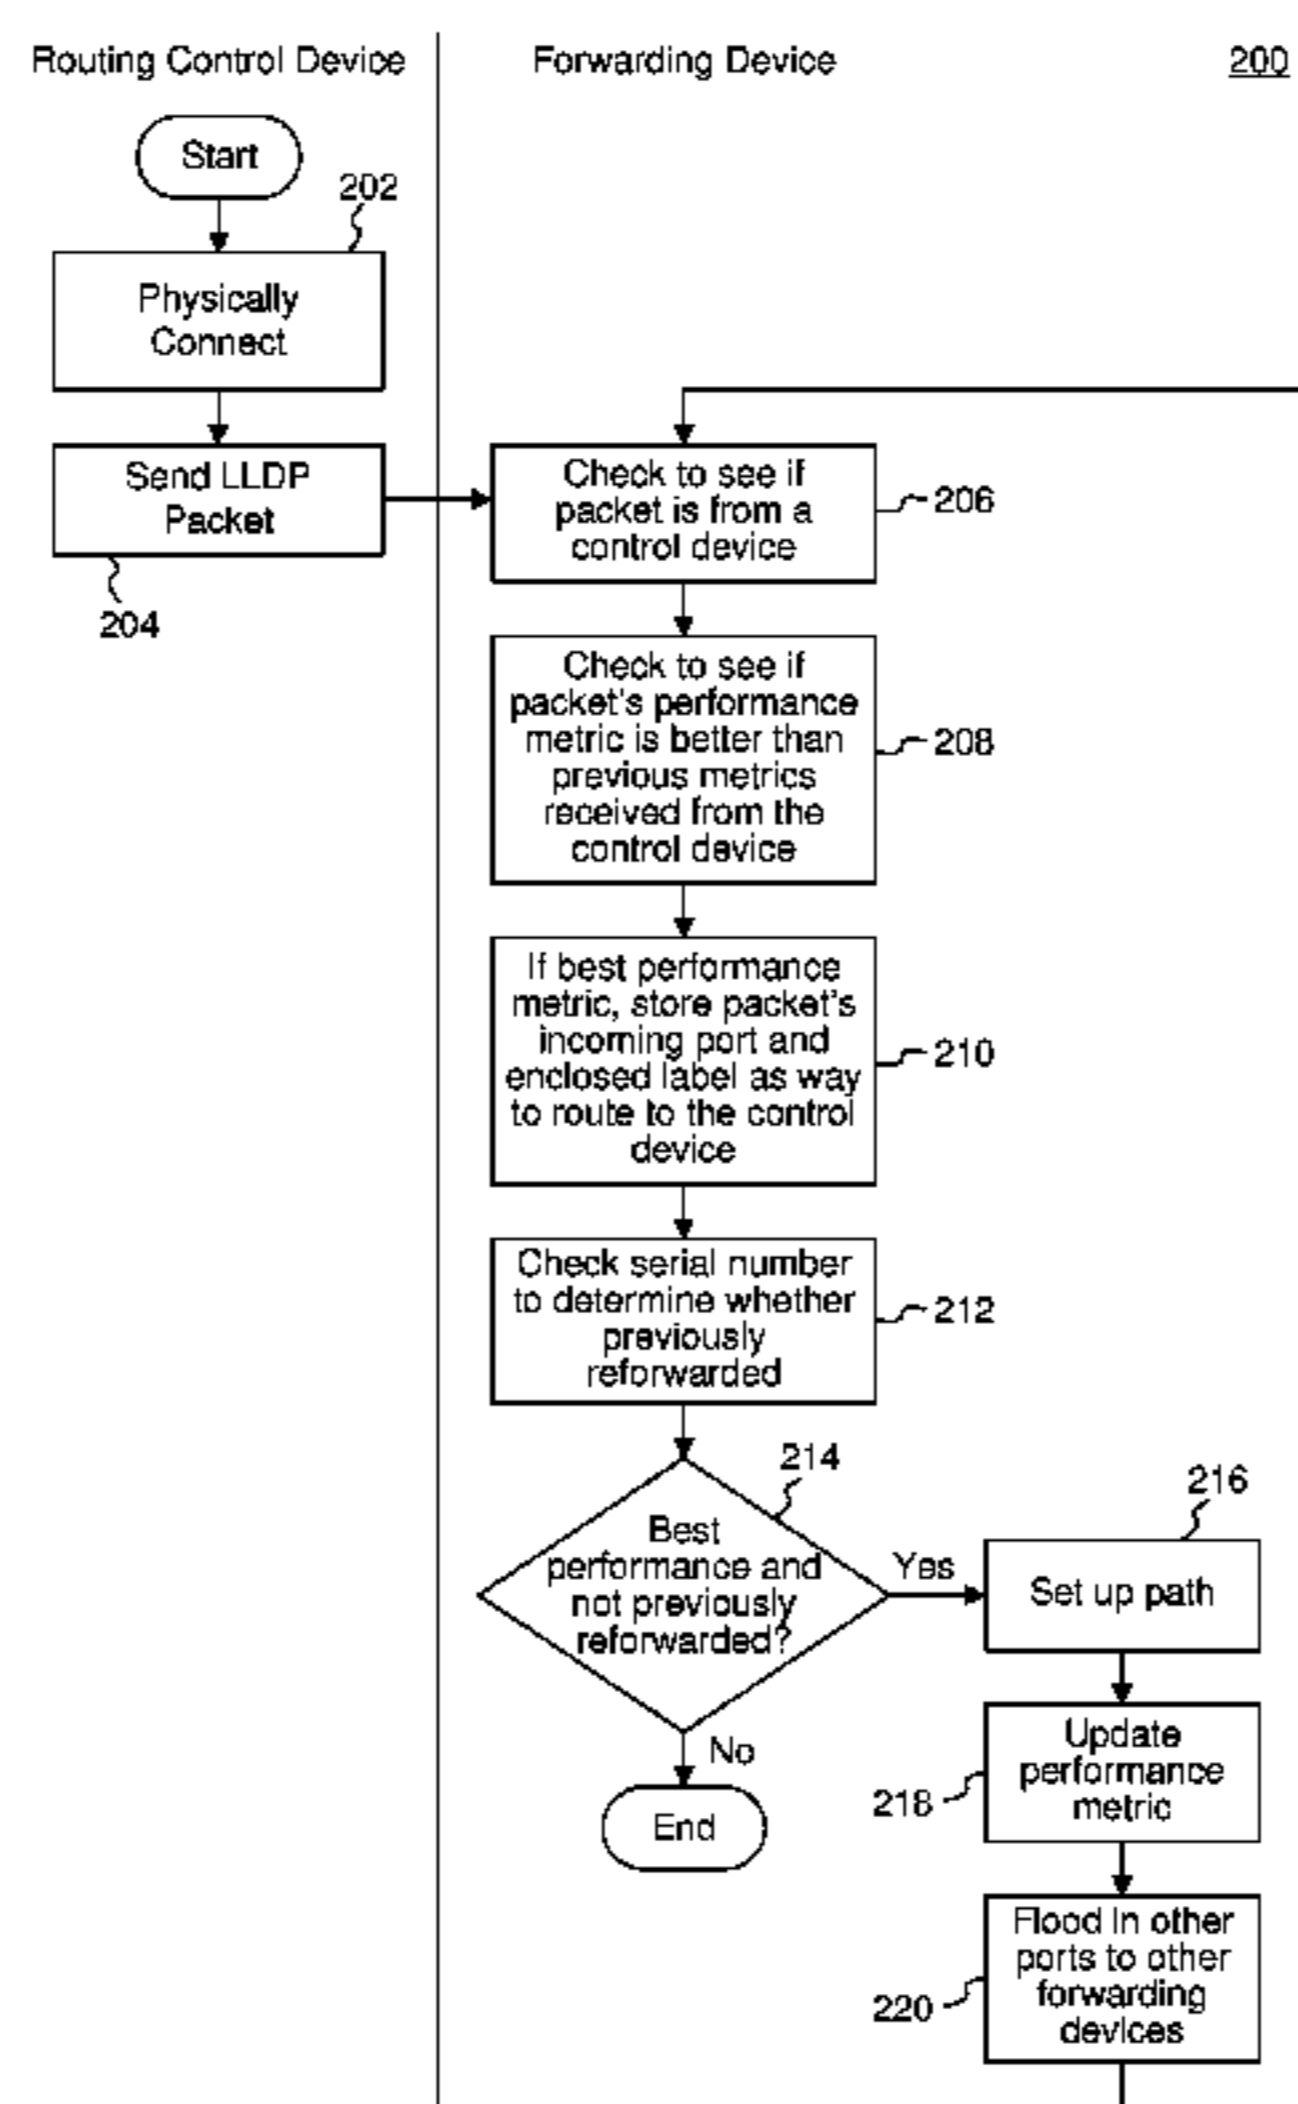 Routing Control Device
Forwarding Device
200
Start
202
Physically
Connect
Send LLDP
Packet
204
Check to see if
packet is from a
control device
206
Check to see if
packet's performance
metric is better than
previous metrics
received from the
control device
208
If best performance
metric, store packet's
incoming port and
enclosed label as way
to route to the control
device
210
Check serial number
to determine whether
previously
reforwarded
212
214
Best
performance and
not previously
reforwarded?
Yes
No
End
216
Set up path
Update
performance
metric
218
Flood in other
ports to other
forwarding
devices
220